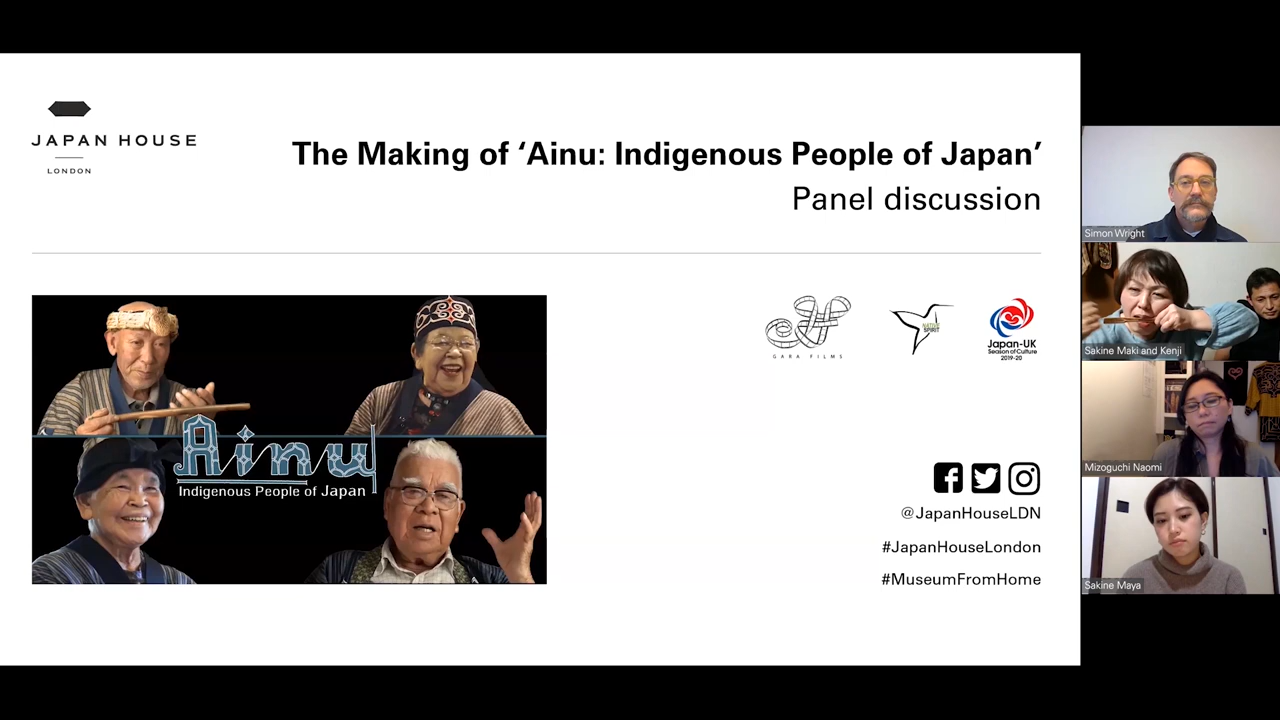 JAPAN HOUSE
LONDON
The Making of ‘Ainu: Indigenous People of Japan’
Panel discussion
Ainu
Indigenous People of Japan
GARA FILMS
NATIVE
SPIRIT
Japan-UK
Season of Culture
2019-20
@JapanHouseLDN
#JapanHouseLondon
#MuseumFromHome
Simon Wright
Sakine Maki and Kenji
Mizoguchi Naomi
Sakine Maya